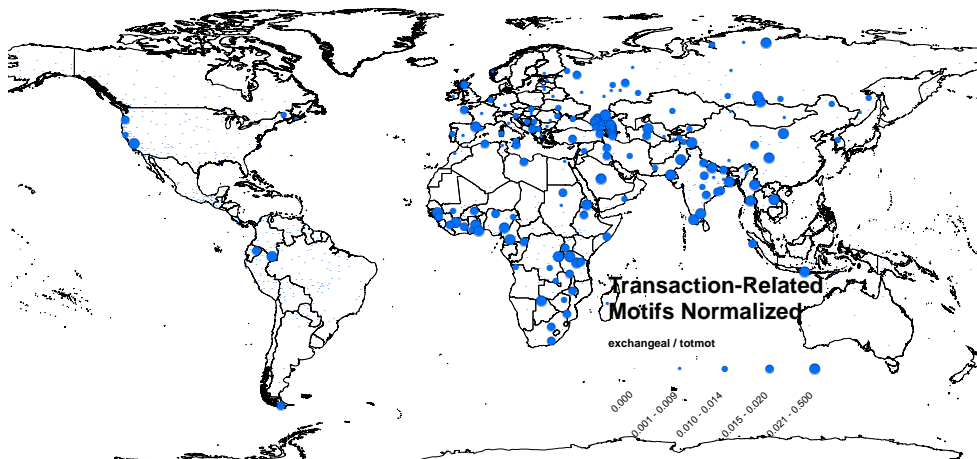 Transaction-Related
Motifs Normalized
exchangeal / totmot
0.000
0.001 - 0.009
0.010 - 0.014
0.015 - 0.020
0.021 - 0.500